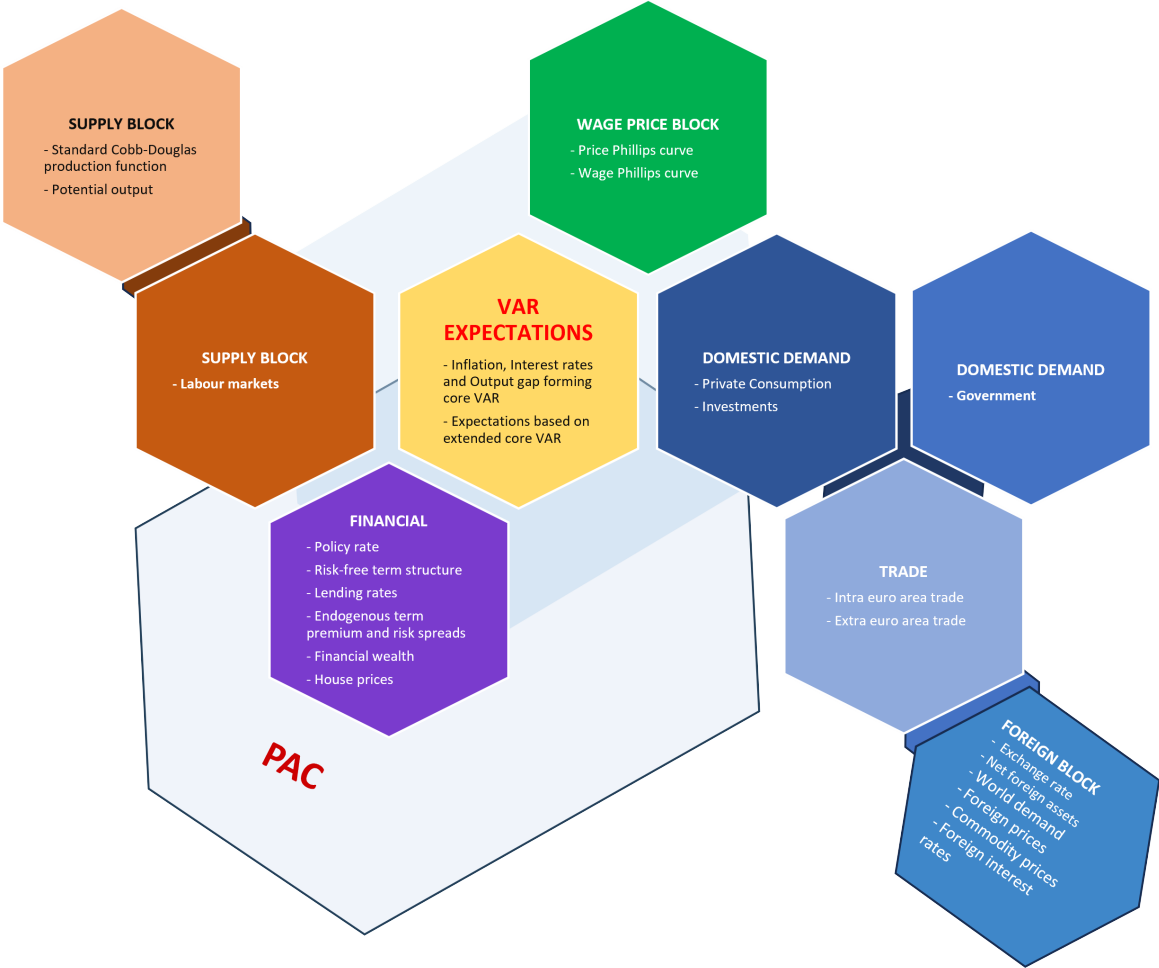 SUPPLY BLOCK
- Standard Cobb-Douglas
production function
- Potential output
WAGE PRICE BLOCK
- Price Phillips curve
- Wage Phillips curve
SUPPLY BLOCK
- Labour markets
VAR
EXPECTATIONS
- Inflation, Interest rates
and Output gap forming
core VAR
- Expectations based on
extended core VAR
DOMESTIC DEMAND
- Private Consumption
- Investments
DOMESTIC DEMAND
- Government
FINANCIAL
- Policy rate
- Risk-free term structure
- Lending rates
- Endogenous term
premium and risk spreads
- Financial wealth
- House prices
TRADE
- Intra euro area trade
- Extra euro area trade
PAC
FOREIGN BLOCK
- Exchange rate
- Net foreign assets
- World demand
- Foreign prices
- Commodity prices
- Foreign interest
rates